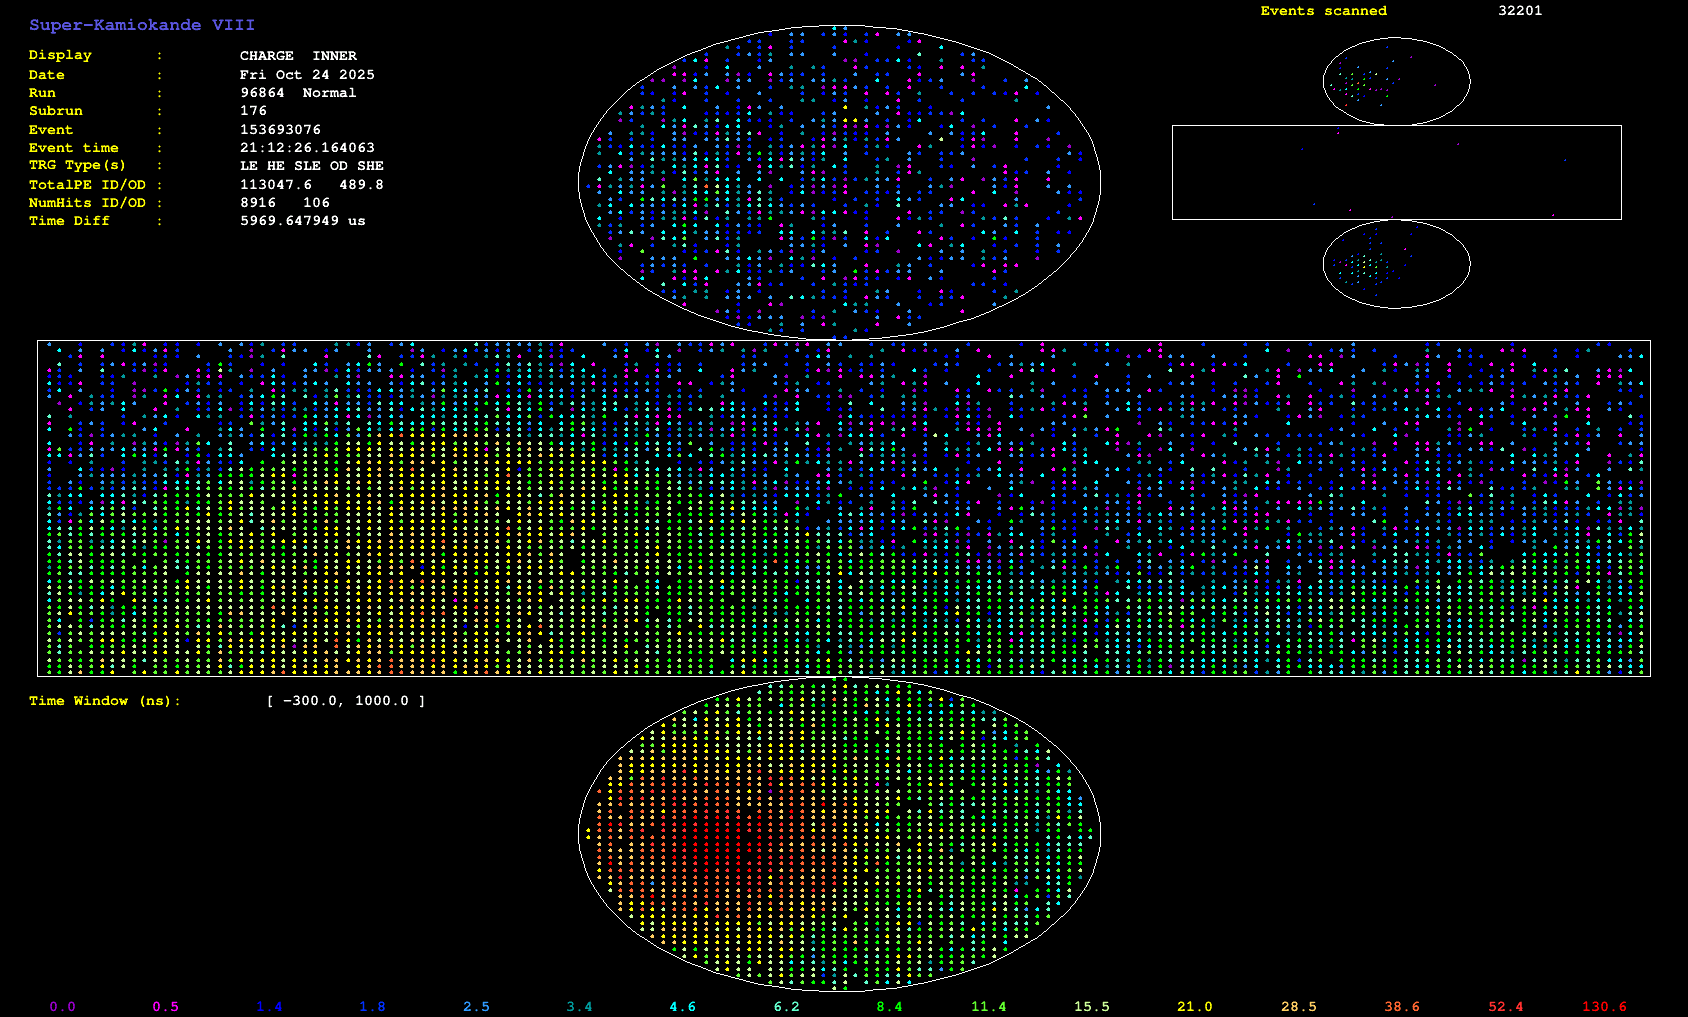 Super-Kamiokande VIII
Events scanned 32201
Display : CHARGE INNER
Date : Fri Oct 24 2025
Run : 96864 Normal
Subrun : 176
Event : 153693076
Event time : 21:12:26.164063
TRG Type(s) : LE HE SLE OD SHE
TotalPE ID/OD : 113047.6 489.8
NumHits ID/OD : 8916 106
Time Diff : 5969.647949 us
Time Window (ns): [ -300.0, 1000.0 ]
0.0 0.5 1.4 1.8 2.5 3.4 4.6 6.2 8.4 11.4 15.5 21.0 28.5 38.6 52.4 130.6